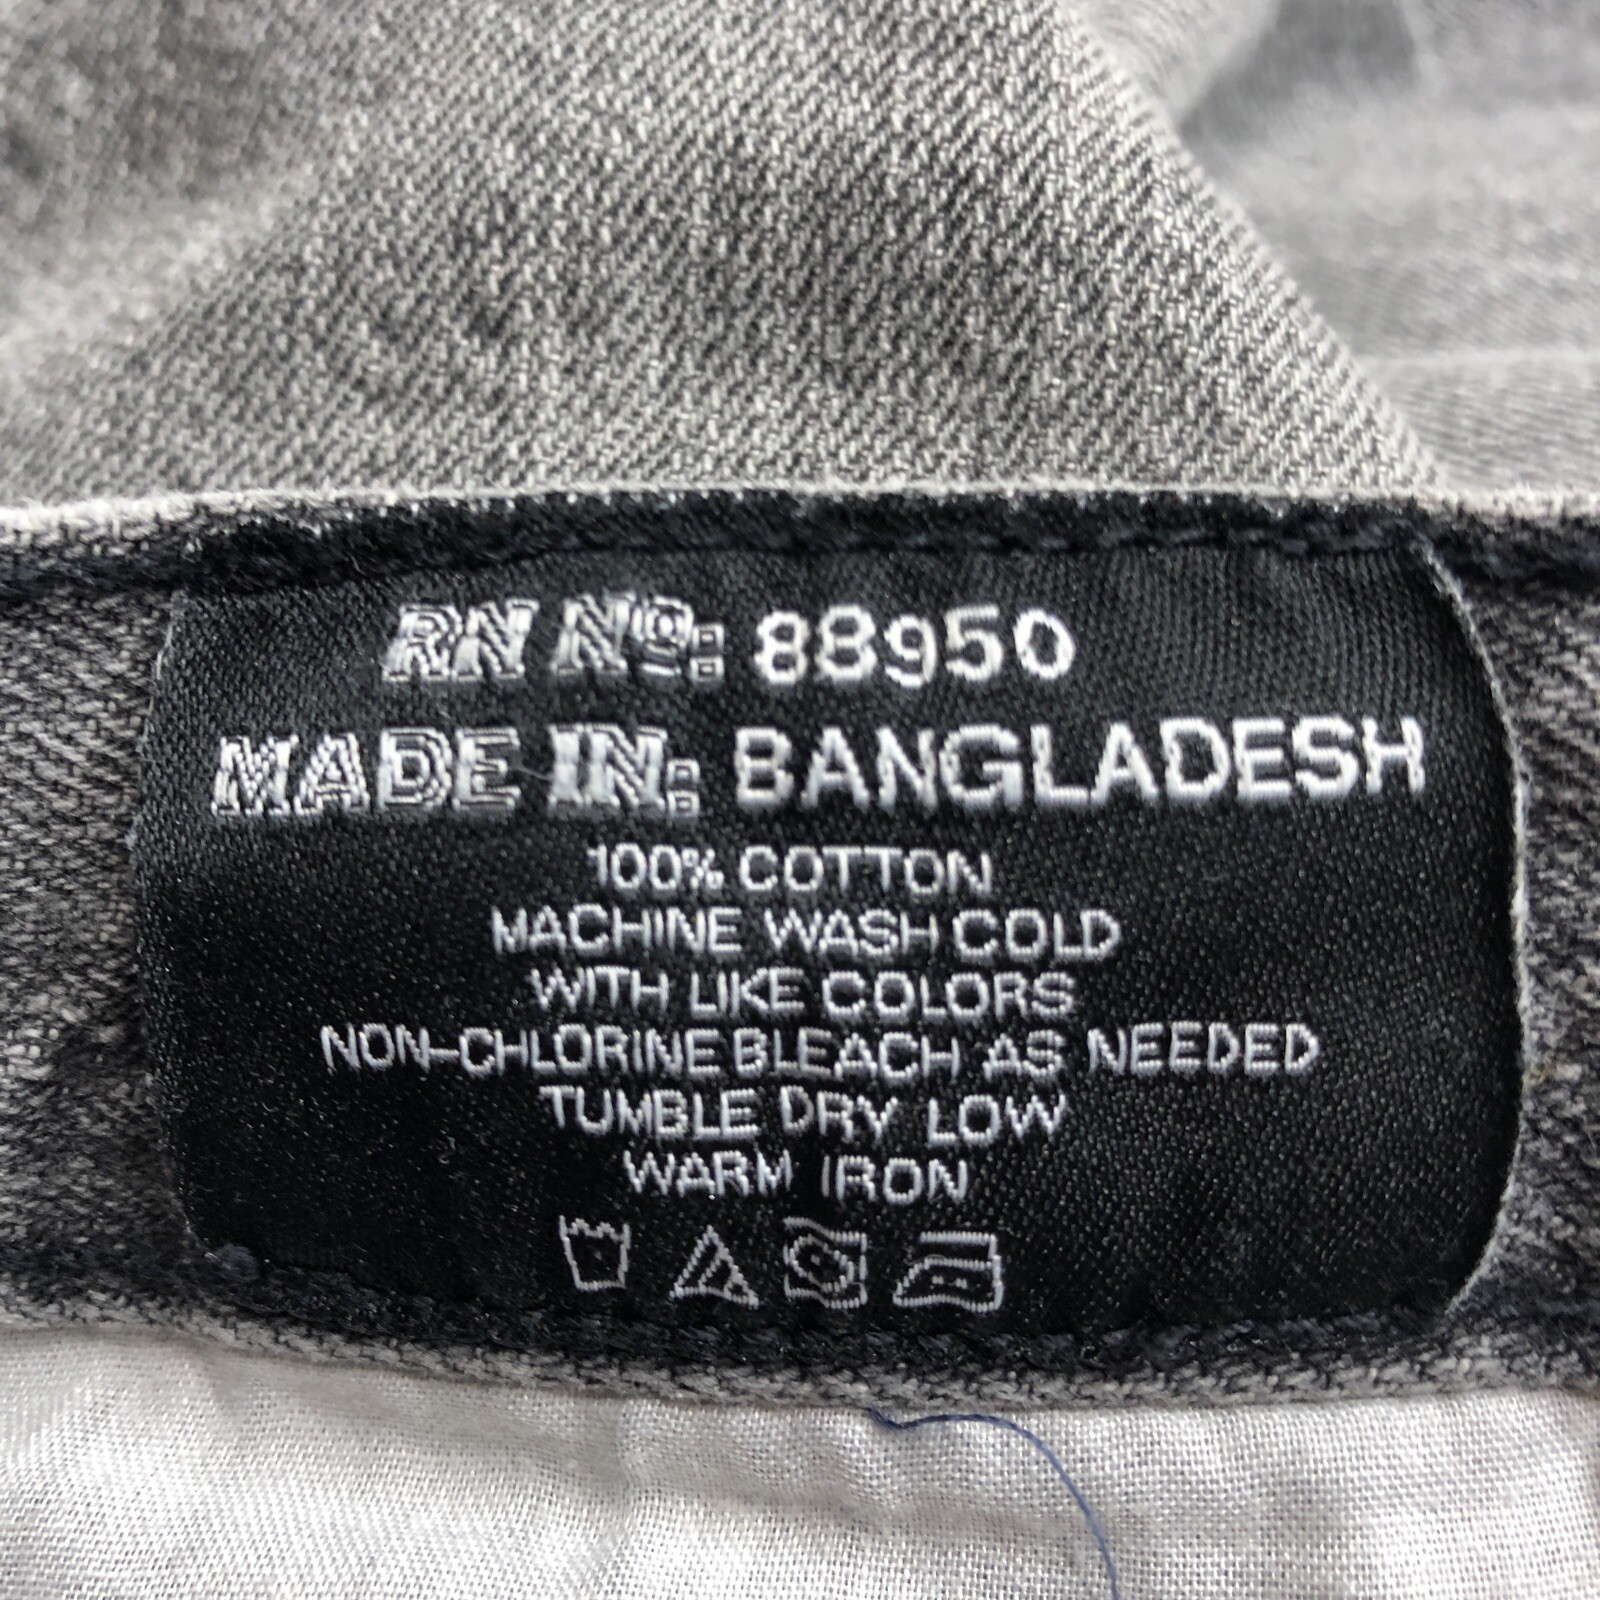 RN Nº: 88950
MADE IN: BANGLADESH
100% COTTON
MACHINE WASH COLD
WITH LIKE COLORS
NON-CHLORINE BLEACH AS NEEDED
TUMBLE DRY LOW
WARM IRON